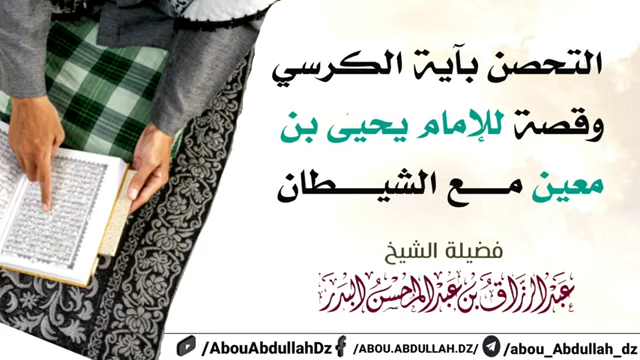 التحصن بآية الكرسي
وقصة للإمام يحيى بن
معين مع الشيطان
فضيلة الشيخ
عبد الرزاق بن عبد المحسن البدر
/AbouAbdullahDz /ABOU.ABDULLAH.DZ/ /abou_Abdullah_dz